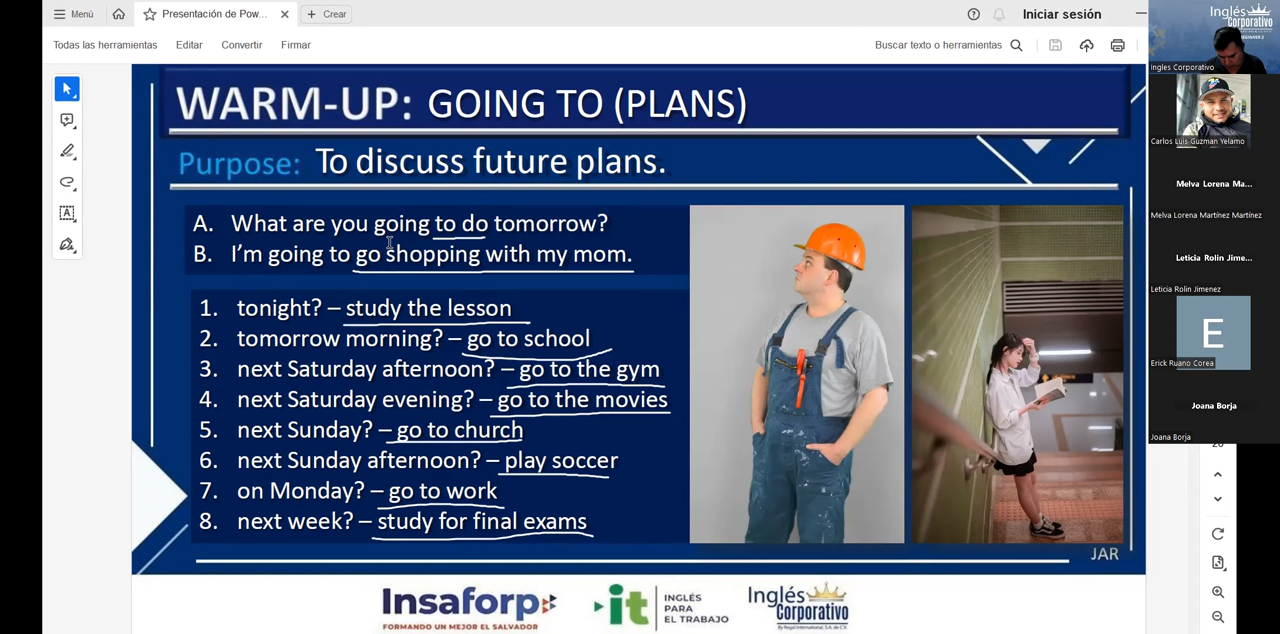 Menú
Presentación de Pow...
Crear
Iniciar sesión
Todas las herramientas
Editar
Convertir
Firmar
Buscar texto o herramientas
WARM-UP: GOING TO (PLANS)
Purpose: To discuss future plans.
A. What are you going to do tomorrow?
B. I'm going to go shopping with my mom.
1. tonight? – study the lesson
2. tomorrow morning? – go to school
3. next Saturday afternoon? – go to the gym
4. next Saturday evening? – go to the movies
5. next Sunday? – go to church
6. next Sunday afternoon? – play soccer
7. on Monday? – go to work
8. next week? – study for final exams
JAR
Insaforp
FORMANDO UN MEJOR EL SALVADOR
it
INGLÉS
PARA
EL TRABAJO
Inglés
Corporativo
By Regal International, S.A. de C.V.
Inglés
Corporativo
BEGINNER 2
Ingles Corporativo
Carlos Luis Guzman Yelamo
Melva Lorena Ma...
Melva Lorena Martínez Martínez
Leticia Rolin Jime...
Leticia Rolin Jimenez
E
Erick Ruano Corea
Joana Borja
Joana Borja